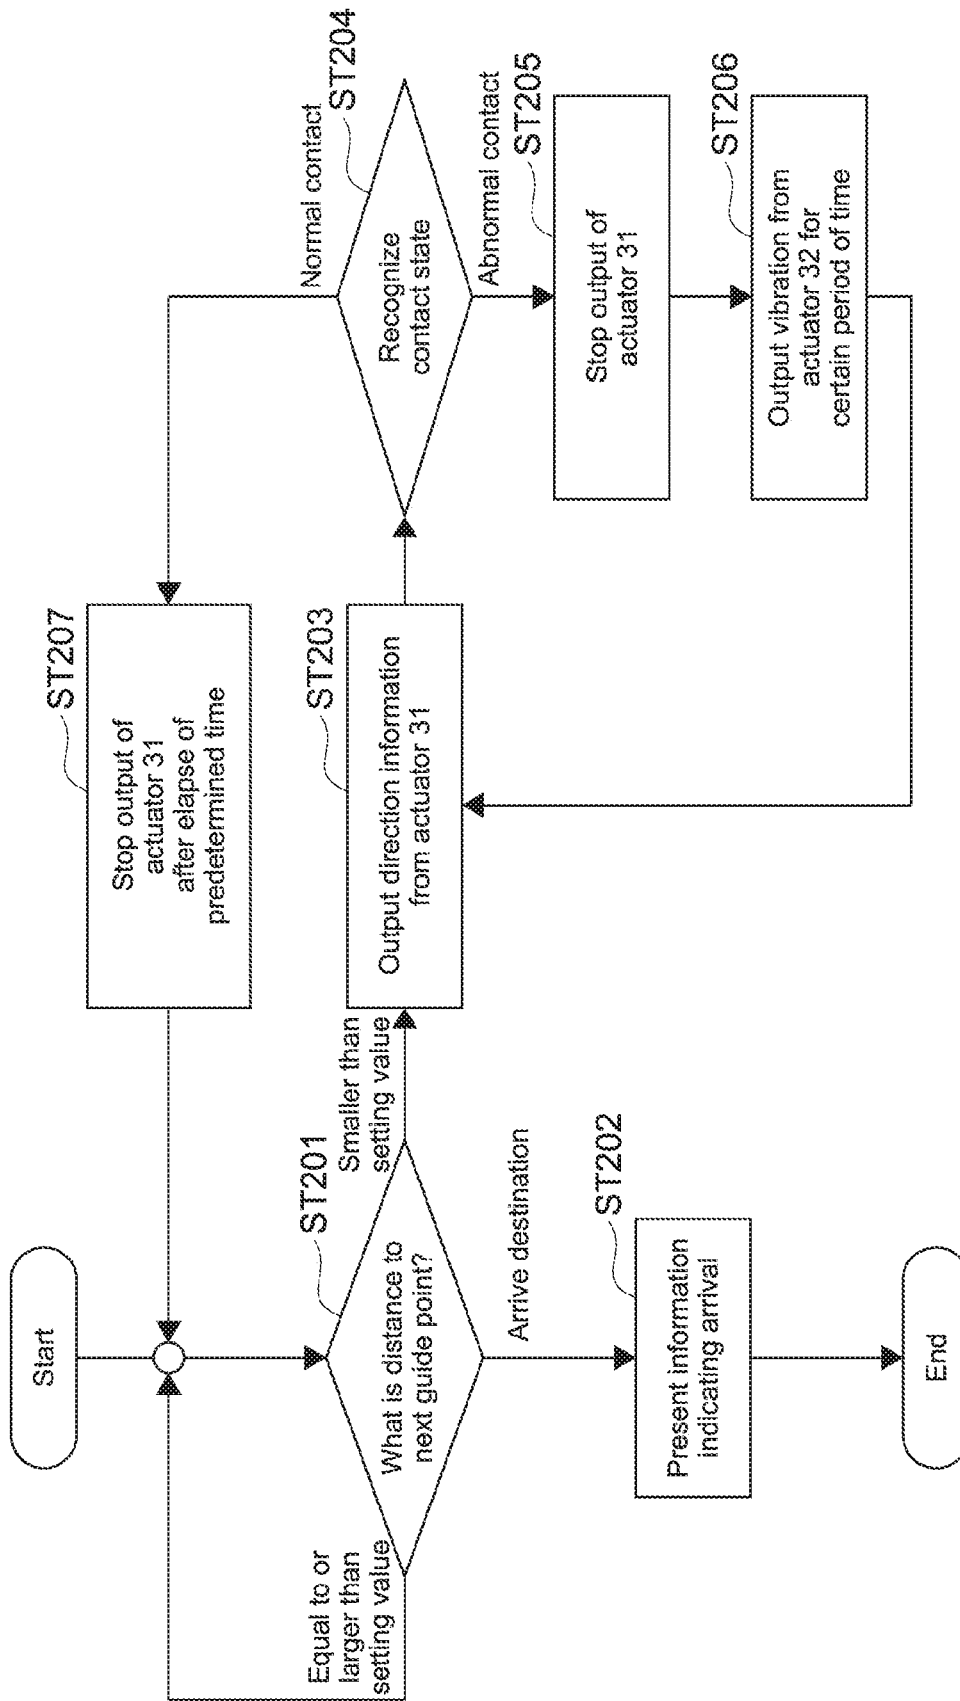 Start
ST201
What is distance to
next guide point?
Equal to or
larger than
setting value
Smaller than
setting value
Arrive destination
ST202
Present information
indicating arrival
End
ST203
Output direction information
from actuator 31
ST204
Recognize
contact state
Normal contact
Abnormal contact
ST205
Stop output of
actuator 31
ST206
Output vibration from
actuator 32 for
certain period of time
ST207
Stop output of
actuator 31
after elapse of
predetermined time